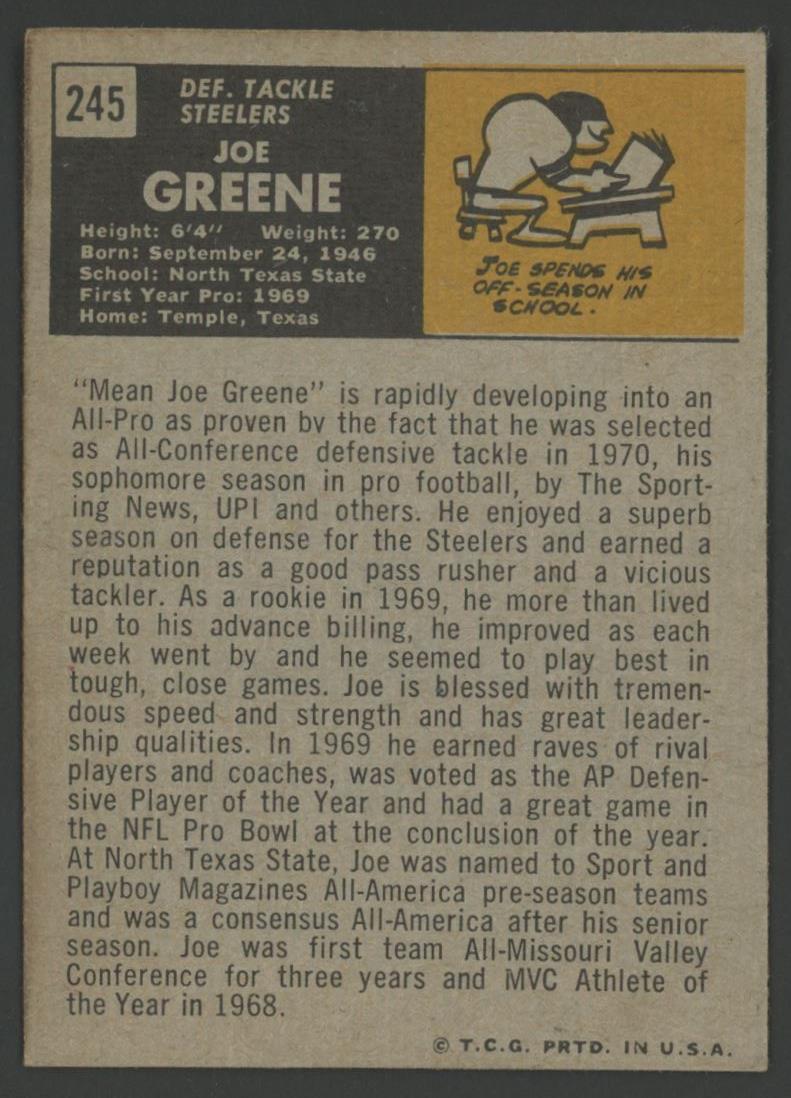 245
DEF. TACKLE
STEELERS
JOE
GREENE
Height: 6'4" Weight: 270
Born: September 24, 1946
School: North Texas State
First Year Pro: 1969
Home: Temple, Texas
JOE SPENDS HIS
OFF-SEASON IN
SCHOOL.
"Mean Joe Greene" is rapidly developing into an
All-Pro as proven by the fact that he was selected
as All-Conference defensive tackle in 1970, his
sophomore season in pro football, by The Sport-
ing News, UPI and others. He enjoyed a superb
season on defense for the Steelers and earned a
reputation as a good pass rusher and a vicious
tackler. As a rookie in 1969, he more than lived
up to his advance billing, he improved as each
week went by and he seemed to play best in
tough, close games. Joe is blessed with tremen-
dous speed and strength and has great leader-
ship qualities. In 1969 he earned raves of rival
players and coaches, was voted as the AP Defen-
sive Player of the Year and had a great game in
the NFL Pro Bowl at the conclusion of the year.
At North Texas State, Joe was named to Sport and
Playboy Magazines All-America pre-season teams
and was a consensus All-America after his senior
season. Joe was first team All-Missouri Valley
Conference for three years and MVC Athlete of
the Year in 1968.
© T.C.G. PRTD. IN U.S.A.